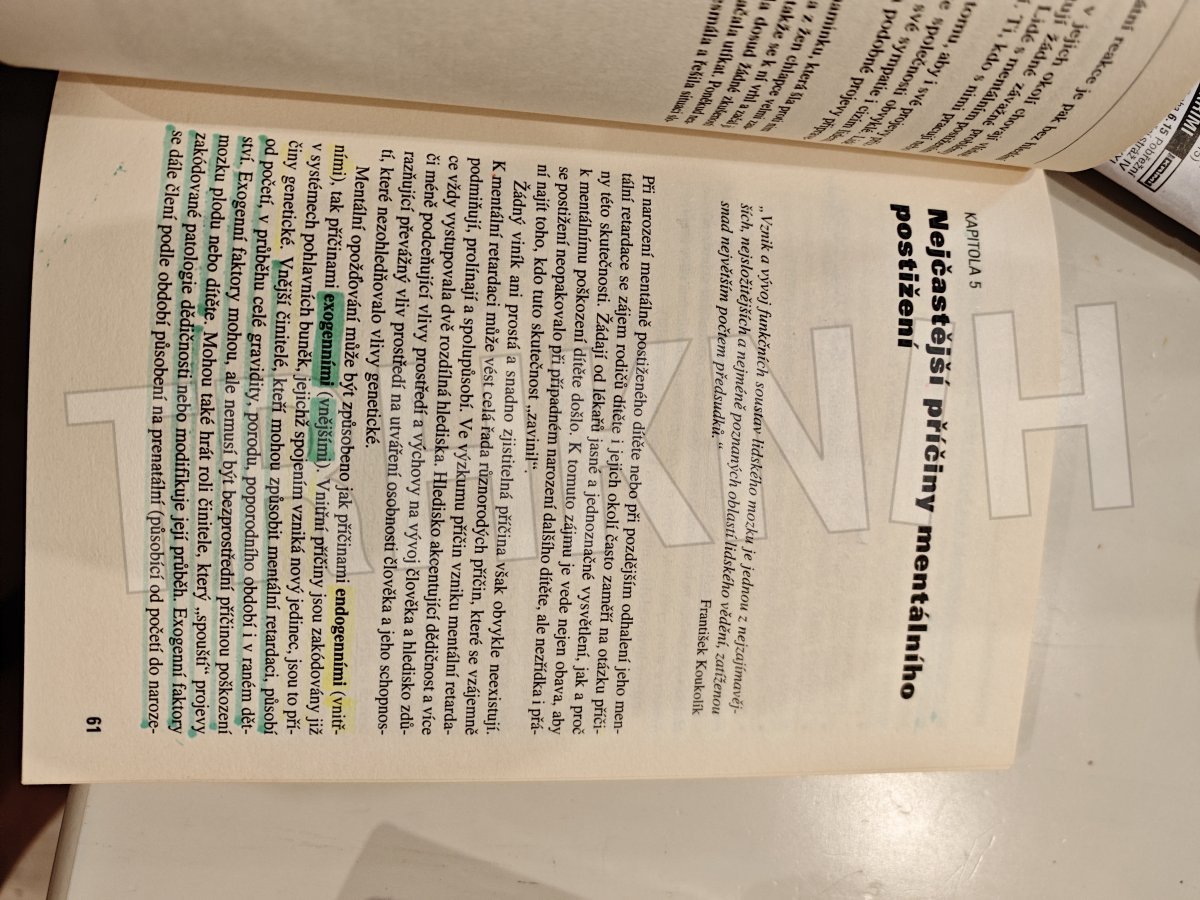 KAPITOLA 5
Nejčastější příčiny mentálního
postižení
„Vznik a vývoj funkčních soustav lidského mozku je jednou z nejzajímavěj-
ších, nejsložitějších a nejméně poznaných oblastí lidského vědění, zatíženou
snad největším počtem předsudků.“
František Koukolík
Při narození mentálně postiženého dítěte nebo při pozdějším odhalení jeho men-
tální retardace se zájem rodičů dítěte i jejich okolí často zaměří na otázku příči-
ny této skutečnosti. Žádají od lékařů jasné a jednoznačné vysvětlení, jak a proč
k mentálnímu poškození dítěte došlo. K tomuto zájmu je vede nejen obava, aby
se postižení neopakovalo při případném narození dalšího dítěte, ale nezřídka i přá-
ní najít toho, kdo tuto skutečnost „zavinil“.
Žádný viník ani prostá a snadno zjistitelná příčina však obvykle neexistují.
K mentální retardaci může vést celá řada různorodých příčin, které se vzájemně
podmiňují, prolínají a spolupůsobí. Ve výzkumu příčin vzniku mentální retarda-
ce vždy vystupovala dvě rozdílná hlediska. Hledisko akcentující dědičnost a více
či méně podceňující vlivy prostředí a výchovy na vývoj člověka a hledisko zdů-
razňující převážný vliv prostředí na utváření osobnosti člověka a jeho schopnos-
tí, které nezohledňovalo vlivy genetické.
Mentální opožďování může být způsobeno jak příčinami endogenními (vnitř-
ními), tak příčinami exogenními (vnějšími). Vnitřní příčiny jsou zakódovány již
v systémech pohlavních buněk, jejichž spojením vzniká nový jedinec, jsou to pří-
činy genetické. Vnější činitelé, kteří mohou způsobit mentální retardaci, působí
od početí, v průběhu celé gravidity, porodu, poporodního období i v raném dět-
ství. Exogenní faktory mohou, ale nemusí být bezprostřední příčinou poškození
mozku plodu nebo dítěte. Mohou také hrát roli činitele, který „spouští“ projevy
zakódované patologie dědičnosti nebo modifikuje její průběh. Exogenní faktory
se dále člení podle období působení na prenatální (působící od početí do naroze-
61
TRHKNIH